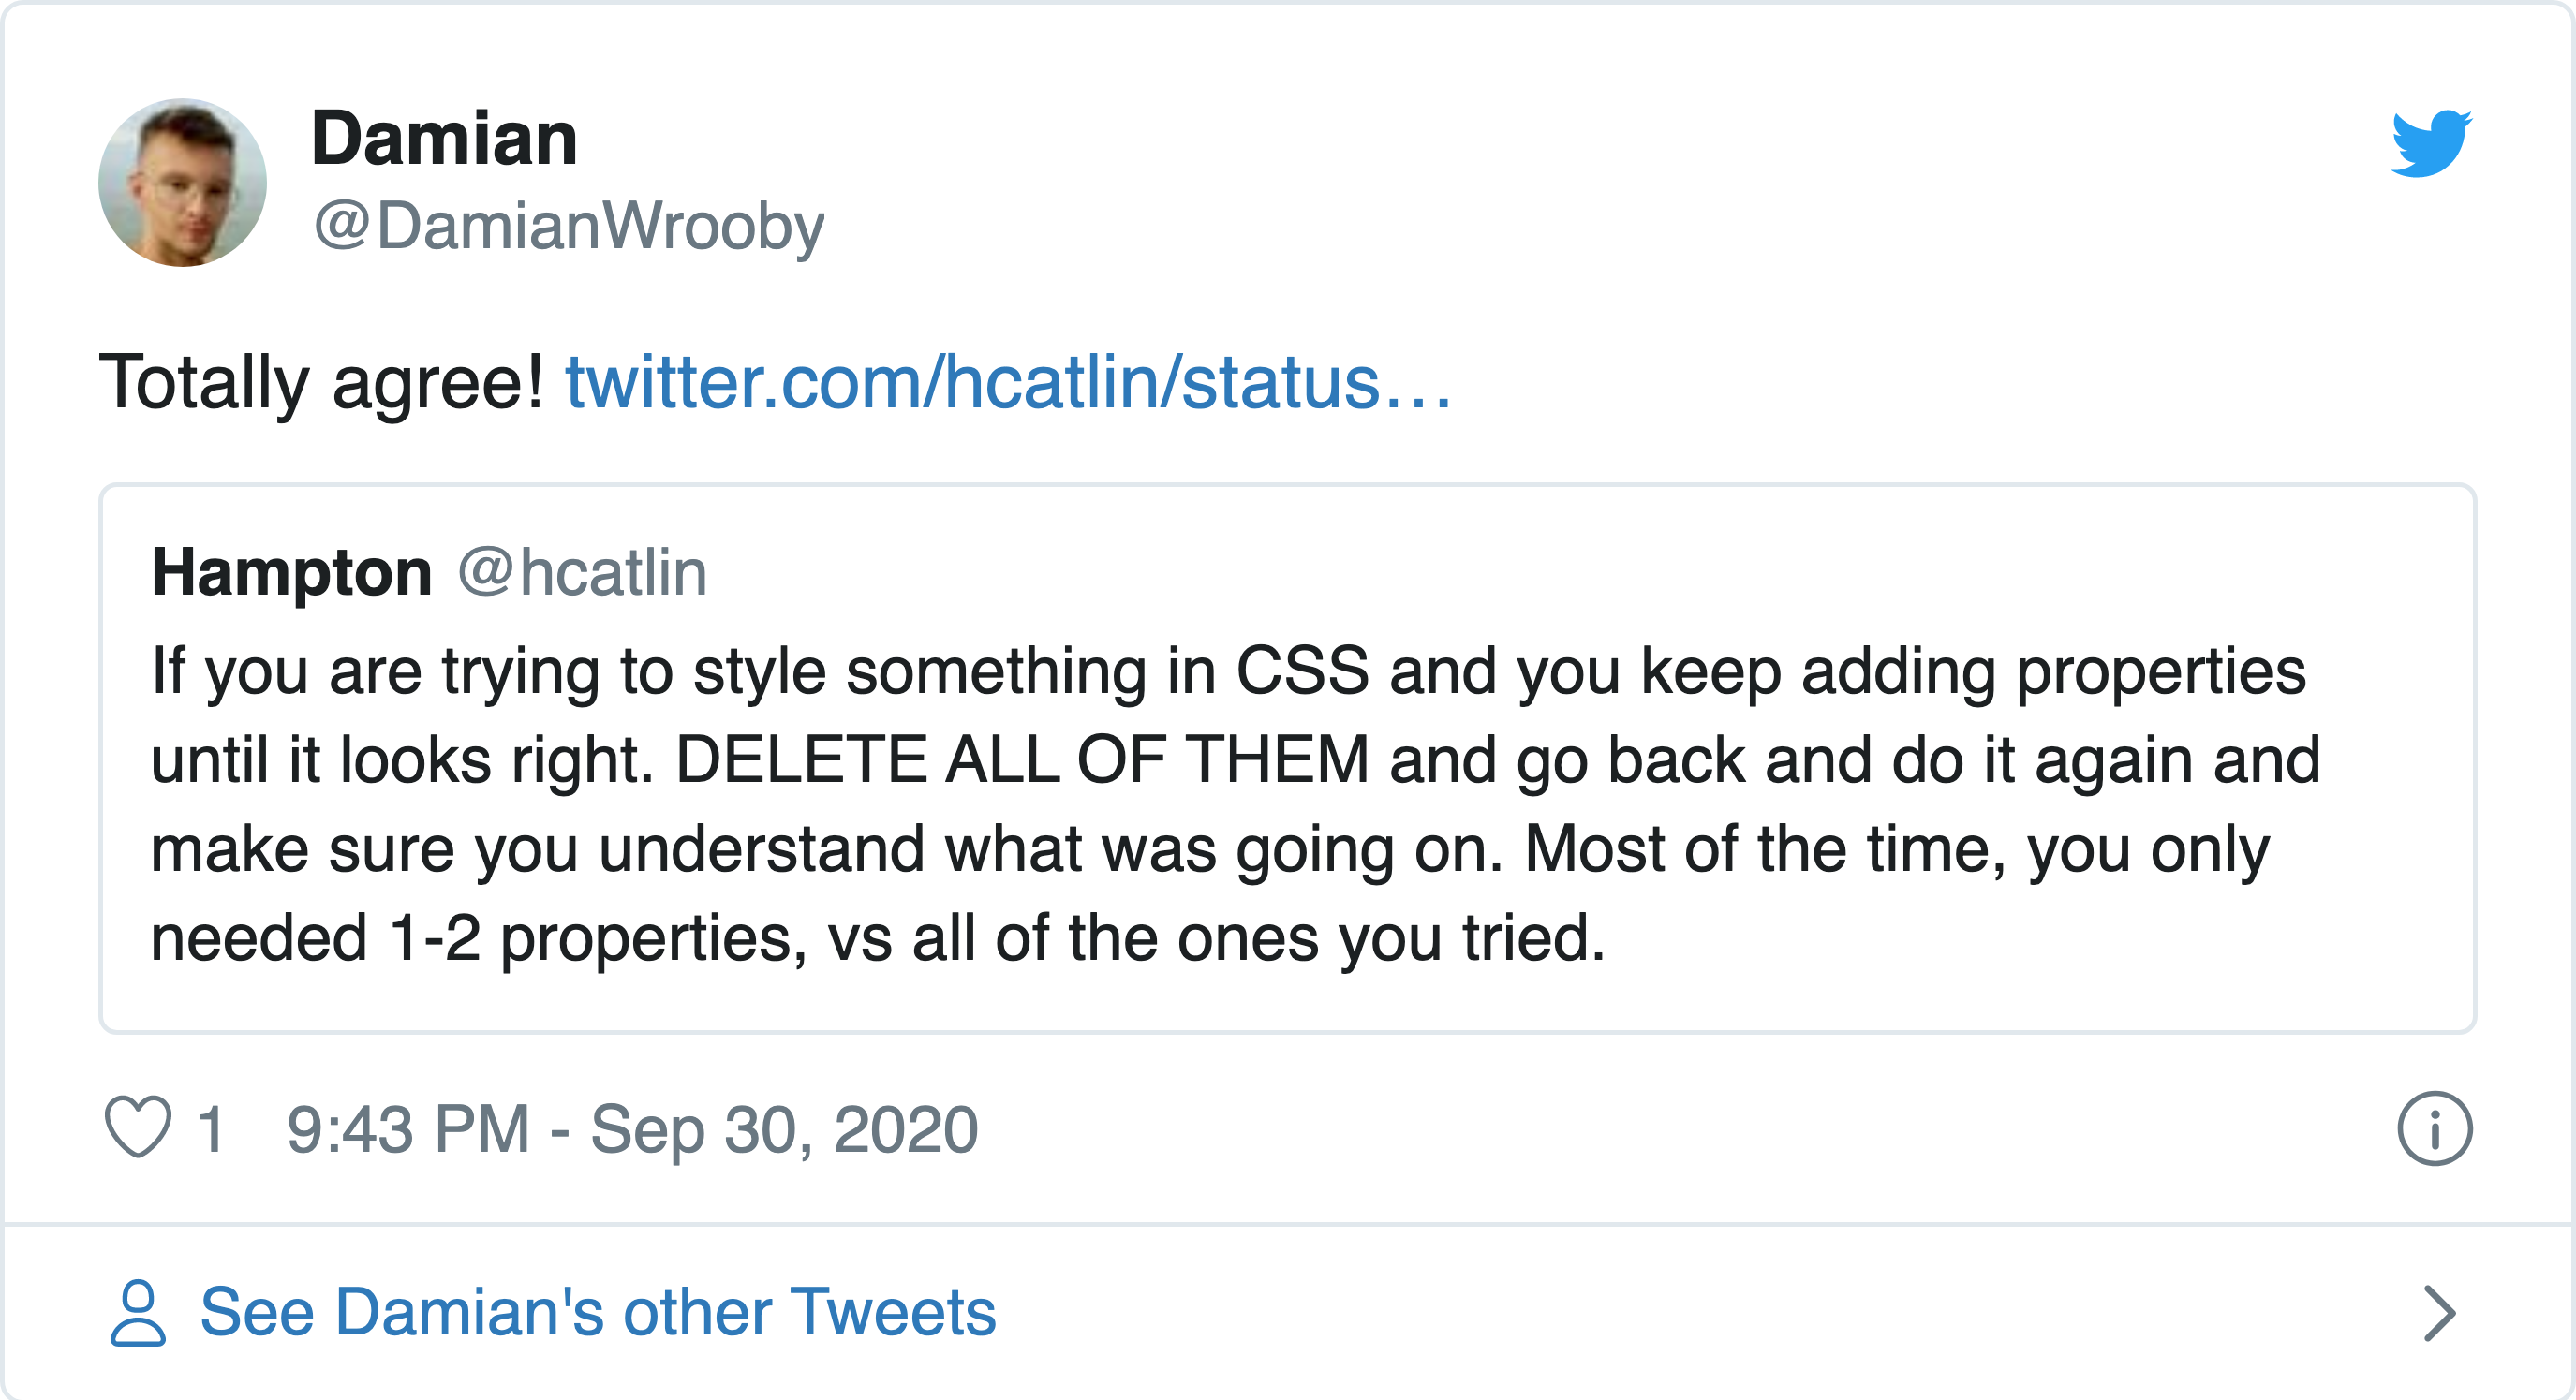 Damian
@DamianWrooby
Totally agree! twitter.com/hcatlin/status…
Hampton @hcatlin
If you are trying to style something in CSS and you keep adding properties
until it looks right. DELETE ALL OF THEM and go back and do it again and
make sure you understand what was going on. Most of the time, you only
needed 1-2 properties, vs all of the ones you tried.
1 9:43 PM - Sep 30, 2020
See Damian's other Tweets